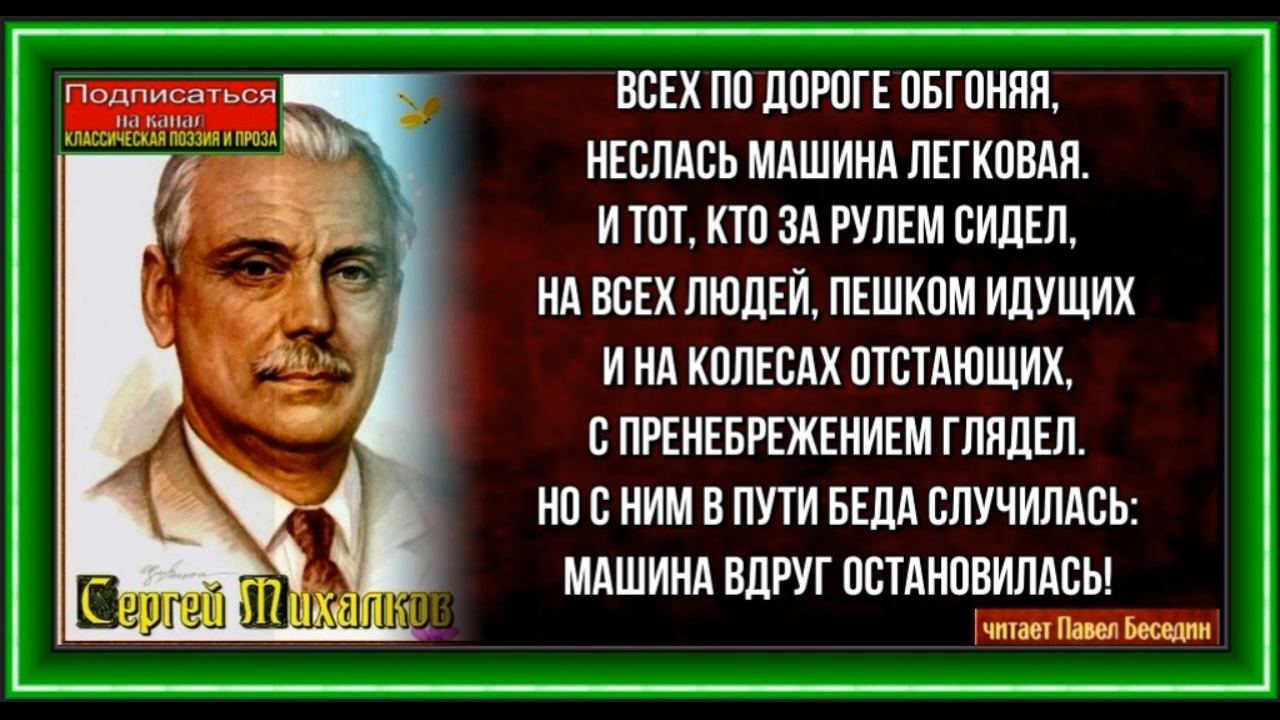 Подписаться
на канал
КЛАССИЧЕСКАЯ ПОЭЗИЯ И ПРОЗА
ВСЕХ ПО ДОРОГЕ ОБГОНЯЯ,
НЕСЛАСЬ МАШИНА ЛЕГКОВАЯ.
И ТОТ, КТО ЗА РУЛЕМ СИДЕЛ,
НА ВСЕХ ЛЮДЕЙ, ПЕШКОМ ИДУЩИХ
И НА КОЛЕСАХ ОТСТАЮЩИХ,
С ПРЕНЕБРЕЖЕНИЕМ ГЛЯДЕЛ.
НО С НИМ В ПУТИ БЕДА СЛУЧИЛАСЬ:
МАШИНА ВДРУГ ОСТАНОВИЛАСЬ!
Сергей Михалков
читает Павел Беседин